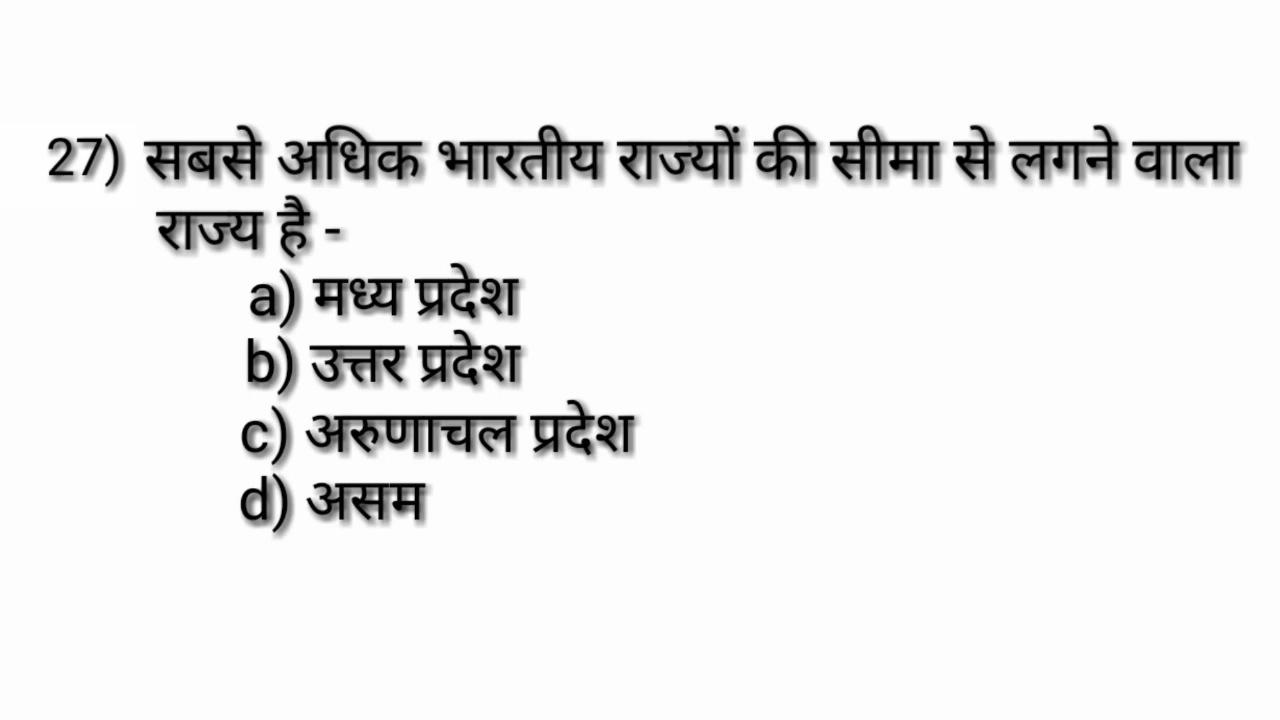 27) सबसे अधिक भारतीय राज्यों की सीमा से लगने वाला
राज्य है -
a) मध्य प्रदेश
b) उत्तर प्रदेश
c) अरुणाचल प्रदेश
d) असम